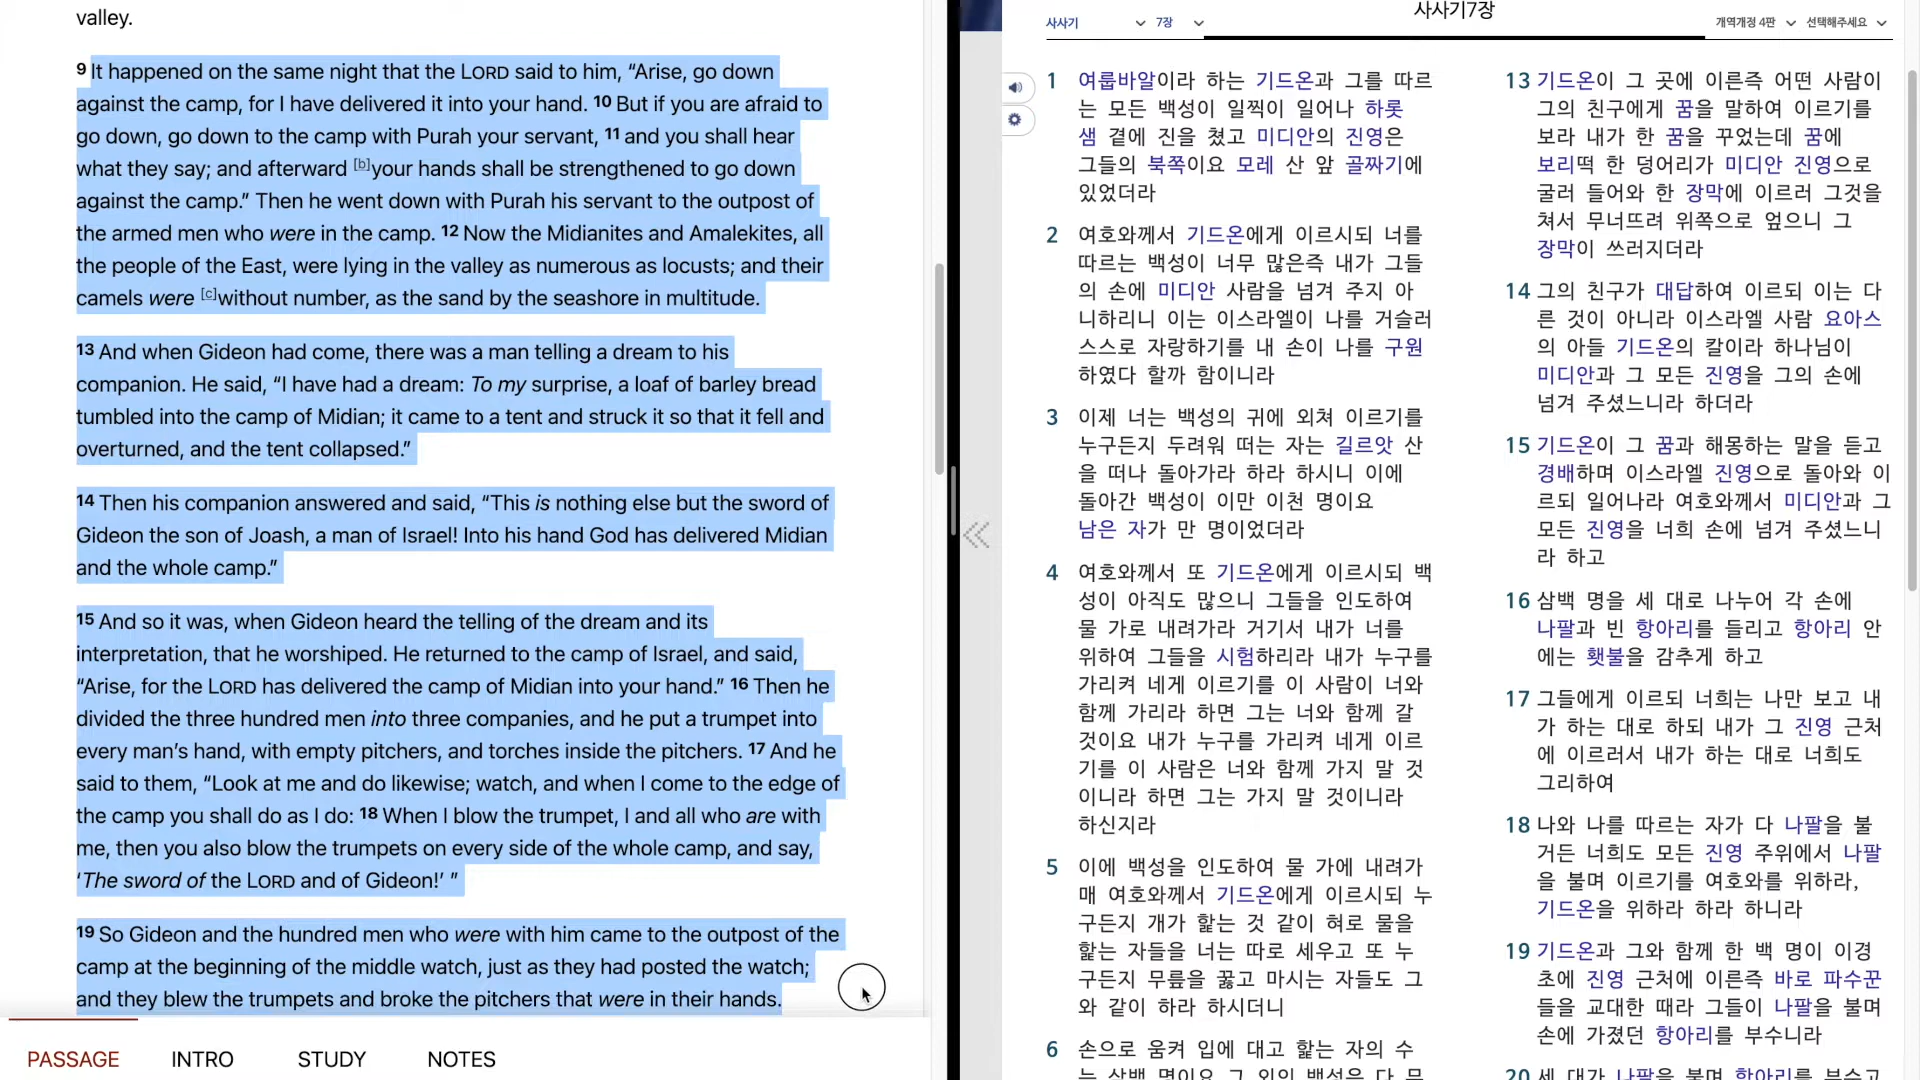 valley.
9 It happened on the same night that the LORD said to him, “Arise, go down
against the camp, for I have delivered it into your hand. 10 But if you are afraid to
go down, go down to the camp with Purah your servant, 11 and you shall hear
what they say; and afterward [b]your hands shall be strengthened to go down
against the camp.” Then he went down with Purah his servant to the outpost of
the armed men who were in the camp. 12 Now the Midianites and Amalekites, all
the people of the East, were lying in the valley as numerous as locusts; and their
camels were [c]without number, as the sand by the seashore in multitude.
13 And when Gideon had come, there was a man telling a dream to his
companion. He said, “I have had a dream: To my surprise, a loaf of barley bread
tumbled into the camp of Midian; it came to a tent and struck it so that it fell and
overturned, and the tent collapsed.”
14 Then his companion answered and said, “This is nothing else but the sword of
Gideon the son of Joash, a man of Israel! Into his hand God has delivered Midian
and the whole camp.”
15 And so it was, when Gideon heard the telling of the dream and its
interpretation, that he worshiped. He returned to the camp of Israel, and said,
“Arise, for the LORD has delivered the camp of Midian into your hand.” 16 Then he
divided the three hundred men into three companies, and he put a trumpet into
every man’s hand, with empty pitchers, and torches inside the pitchers. 17 And he
said to them, “Look at me and do likewise; watch, and when I come to the edge of
the camp you shall do as I do: 18 When I blow the trumpet, I and all who are with
me, then you also blow the trumpets on every side of the whole camp, and say,
‘The sword of the LORD and of Gideon!’ ”
19 So Gideon and the hundred men who were with him came to the outpost of the
camp at the beginning of the middle watch, just as they had posted the watch;
and they blew the trumpets and broke the pitchers that were in their hands.
PASSAGE INTRO STUDY NOTES
사사기 7장 사사기7장 개역개정 4판 선택해주세요
1 여룹바알이라 하는 기드온과 그를 따르
는 모든 백성이 일찍이 일어나 하롯
샘 곁에 진을 쳤고 미디안의 진영은
그들의 북쪽이요 모레 산 앞 골짜기에
있었더라
2 여호와께서 기드온에게 이르시되 너를
따르는 백성이 너무 많은즉 내가 그들
의 손에 미디안 사람을 넘겨 주지 아
니하리니 이는 이스라엘이 나를 거슬러
스스로 자랑하기를 내 손이 나를 구원
하였다 할까 함이니라
3 이제 너는 백성의 귀에 외쳐 이르기를
누구든지 두려워 떠는 자는 길르앗 산
을 떠나 돌아가라 하라 하시니 이에
돌아간 백성이 이만 이천 명이요
남은 자가 만 명이었더라
4 여호와께서 또 기드온에게 이르시되 백
성이 아직도 많으니 그들을 인도하여
물 가로 내려가라 거기서 내가 너를
위하여 그들을 시험하리라 내가 누구를
가리켜 네게 이르기를 이 사람이 너와
함께 가리라 하면 그는 너와 함께 갈
것이요 내가 누구를 가리켜 네게 이르
기를 이 사람은 너와 함께 가지 말 것
이니라 하면 그는 가지 말 것이니라
하신지라
5 이에 백성을 인도하여 물 가에 내려가
매 여호와께서 기드온에게 이르시되 누
구든지 개가 핥는 것 같이 혀로 물을
핥는 자들을 너는 따로 세우고 또 누
구든지 무릎을 꿇고 마시는 자들도 그
와 같이 하라 하시더니
6 손으로 움켜 입에 대고 핥는 자의 수
는 삼백 명이요 그 외의 백성은 다 무
13 기드온이 그 곳에 이른즉 어떤 사람이
그의 친구에게 꿈을 말하여 이르기를
보라 내가 한 꿈을 꾸었는데 꿈에
보리떡 한 덩어리가 미디안 진영으로
굴러 들어와 한 장막에 이르러 그것을
쳐서 무너뜨려 위쪽으로 엎으니 그
장막이 쓰러지더라
14 그의 친구가 대답하여 이르되 이는 다
른 것이 아니라 이스라엘 사람 요아스
의 아들 기드온의 칼이라 하나님이
미디안과 그 모든 진영을 그의 손에
넘겨 주셨느니라 하더라
15 기드온이 그 꿈과 해몽하는 말을 듣고
경배하며 이스라엘 진영으로 돌아와 이
르되 일어나라 여호와께서 미디안과 그
모든 진영을 너희 손에 넘겨 주셨느니
라 하고
16 삼백 명을 세 대로 나누어 각 손에
나팔과 빈 항아리를 들리고 항아리 안
에는 횃불을 감추게 하고
17 그들에게 이르되 너희는 나만 보고 내
가 하는 대로 하되 내가 그 진영 근처
에 이르러서 내가 하는 대로 너희도
그리하여
18 나와 나를 따르는 자가 다 나팔을 불
거든 너희도 모든 진영 주위에서 나팔
을 불며 이르기를 여호와를 위하라,
기드온을 위하라 하라 하니라
19 기드온과 그와 함께 한 백 명이 이경
초에 진영 근처에 이른즉 바로 파수꾼
들을 교대한 때라 그들이 나팔을 불며
손에 가졌던 항아리를 부수니라
20 세 대가 나팔을 불며 항아리를 부수고